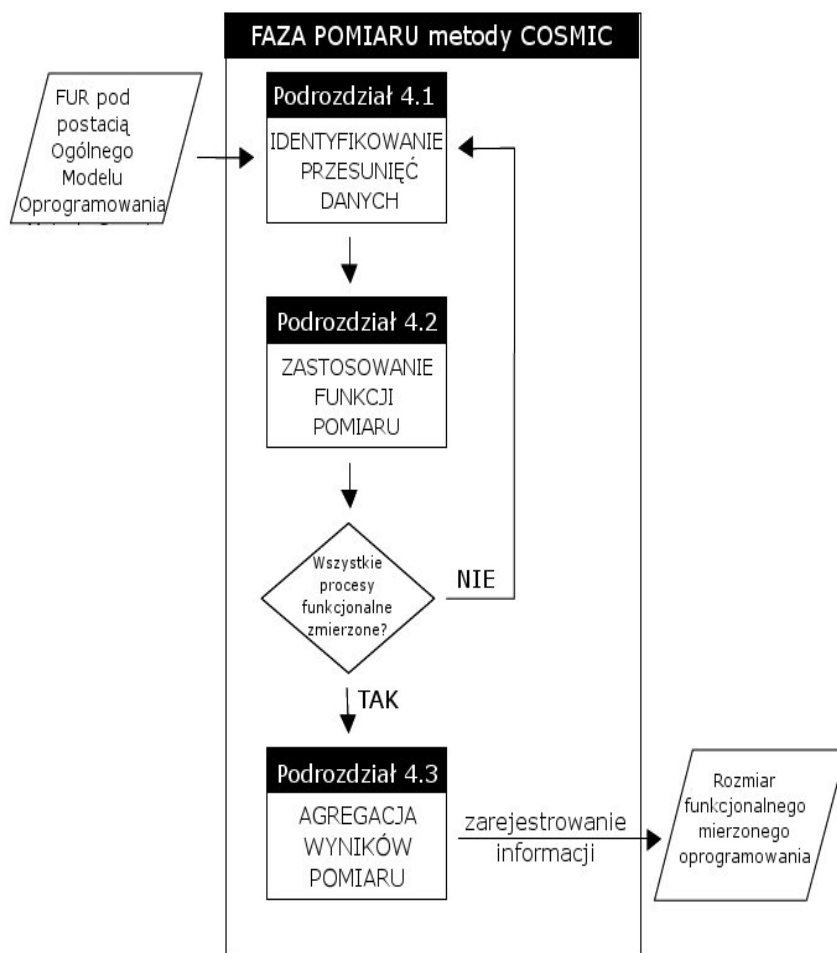 FAZA POMIARU metody COSMIC
FUR pod
postacią
Ogólnego
Modelu
Oprogramowania
Podrozdział 4.1
IDENTYFIKOWANIE
PRZESUNIĘĆ
DANYCH
Podrozdział 4.2
ZASTOSOWANIE
FUNKCJI
POMIARU
Wszystkie
procesy
funkcjonalne
zmierzone?
NIE
TAK
Podrozdział 4.3
AGREGACJA
WYNIKÓW
POMIARU
zarejestrowanie
informacji
Rozmiar
funkcjonalnego
mierzonego
oprogramowania